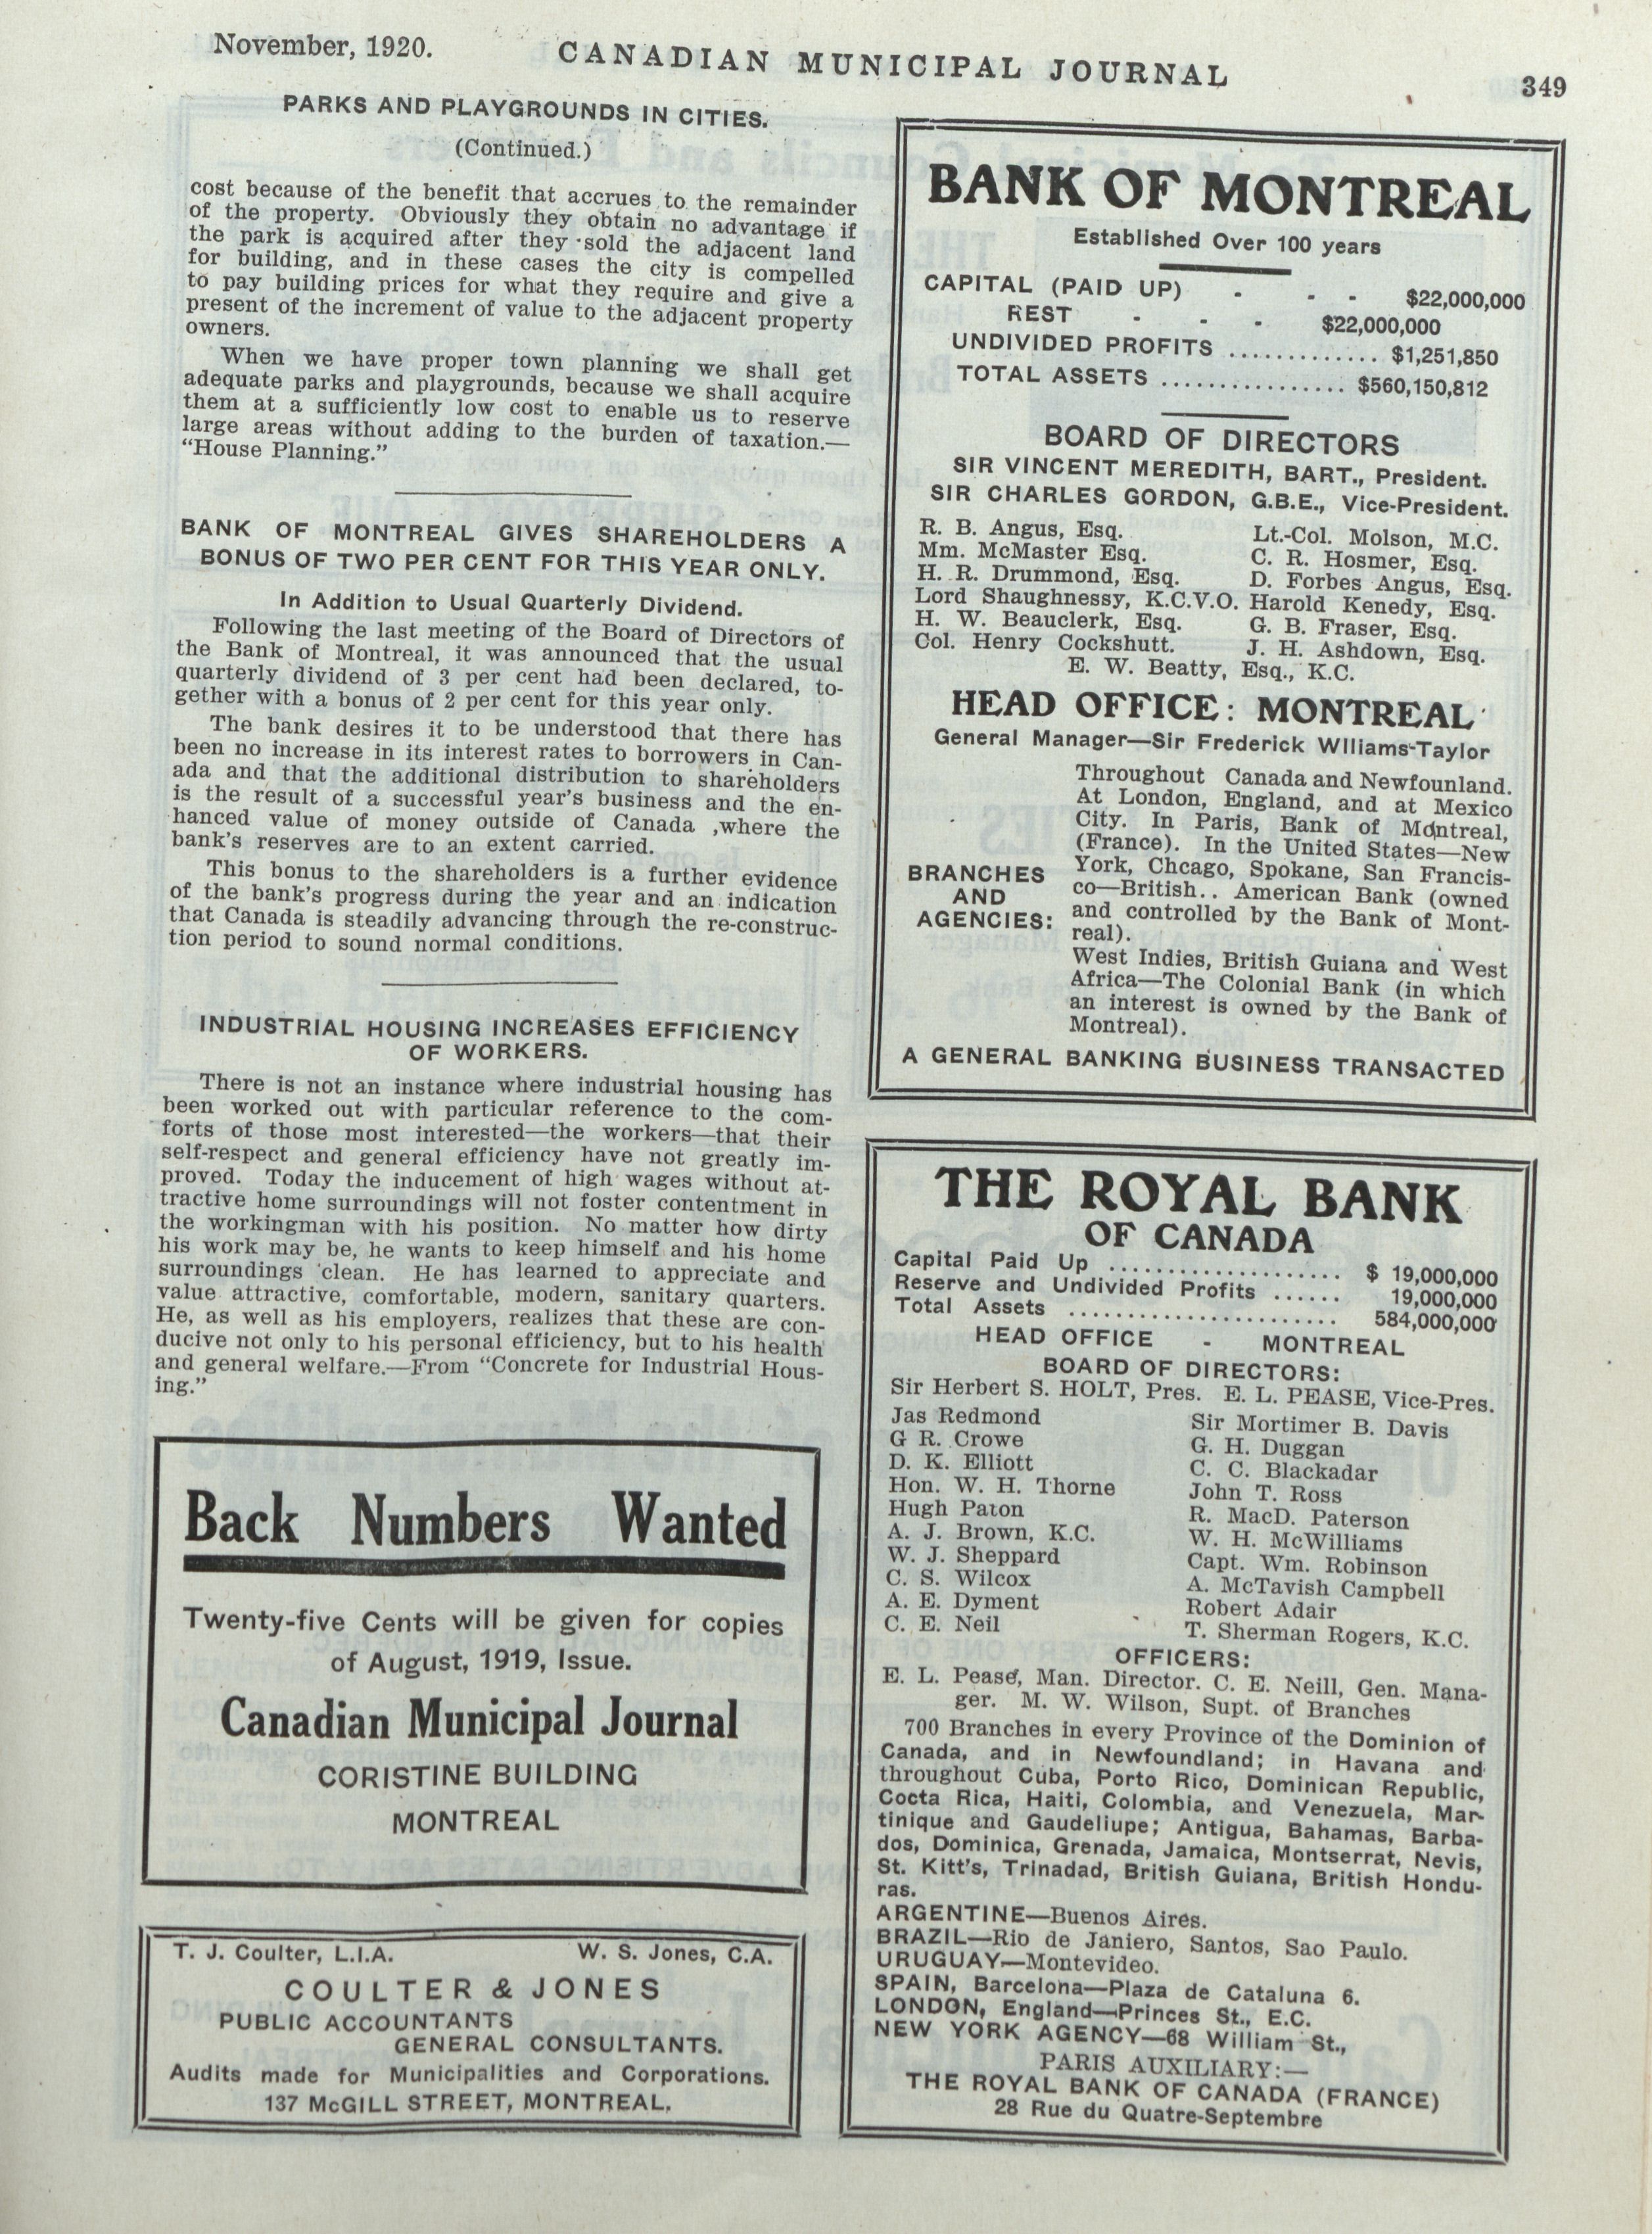 November, 1920.
CANADIAN MUNICIPAL JOURNAL
349
PARKS AND PLAYGROUNDS IN CITIES.
(Continued.)
cost because of the benefit that accrues to the remainder
of the property. Obviously they obtain no advantage if
the park is acquired after they sold the adjacent land
for building, and in these cases the city is compelled
to pay building prices for what they require and give a
present of the increment of value to the adjacent property
owners.
When we have proper town planning we shall get
adequate parks and playgrounds, because we shall acquire
them at a sufficiently low cost to enable us to reserve
large areas without adding to the burden of taxation.—
“House Planning.”
BANK OF MONTREAL GIVES SHAREHOLDERS A
BONUS OF TWO PER CENT FOR THIS YEAR ONLY.
In Addition to Usual Quarterly Dividend.
Following the last meeting of the Board of Directors of
the Bank of Montreal, it was announced that the usual
quarterly dividend of 3 per cent had been declared, to-
gether with a bonus of 2 per cent for this year only.
The bank desires it to be understood that there has
been no increase in its interest rates to borrowers in Can-
ada and that the additional distribution to shareholders
is the result of a successful year’s business and the en-
hanced value of money outside of Canada ,where the
bank’s reserves are to an extent carried.
This bonus to the shareholders is a further evidence
of the bank’s progress during the year and an indication
that Canada is steadily advancing through the re-construc-
tion period to sound normal conditions.
INDUSTRIAL HOUSING INCREASES EFFICIENCY
OF WORKERS.
There is not an instance where industrial housing has
been worked out with particular reference to the com-
forts of those most interested—the workers—that their
self-respect and general efficiency have not greatly im-
proved. Today the inducement of high wages without at-
tractive home surroundings will not foster contentment in
the workingman with his position. No matter how dirty
his work may be, he wants to keep himself and his home
surroundings clean. He has learned to appreciate and
value attractive, comfortable, modern, sanitary quarters.
He, as well as his employers, realizes that these are con-
ducive not only to his personal efficiency, but to his health
and general welfare.—From “Concrete for Industrial Hous-
ing.”
Back Numbers Wanted
Twenty-five Cents will be given for copies
of August, 1919, Issue.
Canadian Municipal Journal
CORISTINE BUILDING
MONTREAL
T. J. Coulter, L.I.A. W. S. Jones, C.A.
COULTER & JONES
PUBLIC ACCOUNTANTS
GENERAL CONSULTANTS.
Audits made for Municipalities and Corporations.
137 McGILL STREET, MONTREAL.
BANK OF MONTREAL
Established Over 100 years
CAPITAL (PAID UP) - - - $22,000,000
REST - - - $22,000,000
UNDIVIDED PROFITS ............. $1,251,850
TOTAL ASSETS ................ $560,150,812
BOARD OF DIRECTORS
SIR VINCENT MEREDITH, BART., President.
SIR CHARLES GORDON, G.B.E., Vice-President.
R. B. Angus, Esq. Lt.-Col. Molson, M.C.
Mm. McMaster Esq. C. R. Hosmer, Esq.
H. R. Drummond, Esq. D. Forbes Angus, Esq.
Lord Shaughnessy, K.C.V.O. Harold Kenedy, Esq.
H. W. Beauclerk, Esq. G. B. Fraser, Esq.
Col. Henry Cockshutt. J. H. Ashdown, Esq.
E. W. Beatty, Esq., K.C.
HEAD OFFICE: MONTREAL
General Manager—Sir Frederick Wlliams-Taylor
BRANCHES
AND
AGENCIES:
Throughout Canada and Newfounland.
At London, England, and at Mexico
City. In Paris, Bank of Montreal,
(France). In the United States—New
York, Chcago, Spokane, San Francis-
co—British.. American Bank (owned
and controlled by the Bank of Mont-
real).
West Indies, British Guiana and West
Africa—The Colonial Bank (in which
an interest is owned by the Bank of
Montreal).
A GENERAL BANKING BUSINESS TRANSACTED
THE ROYAL BANK
OF CANADA
Capital Paid Up .................... $ 19,000,000
Reserve and Undivided Profits ...... 19,000,000
Total Assets ....................... 584,000,000
HEAD OFFICE - MONTREAL
BOARD OF DIRECTORS:
Sir Herbert S. HOLT, Pres. E. L. PEASE, Vice-Pres.
Jas Redmond Sir Mortimer B. Davis
G R. Crowe G. H. Duggan
D. K. Elliott C. C. Blackadar
Hon. W. H. Thorne John T. Ross
Hugh Paton R. MacD. Paterson
A. J. Brown, K.C. W. H. McWilliams
W. J. Sheppard Capt. Wm. Robinson
C. S. Wilcox A. McTavish Campbell
A. E. Dyment Robert Adair
C. E. Neil T. Sherman Rogers, K.C.
OFFICERS:
E. L. Pease, Man. Director. C. E. Neill, Gen. Mana-
ger. M. W. Wilson, Supt. of Branches
700 Branches in every Province of the Dominion of
Canada, and in Newfoundland; in Havana and
throughout Cuba, Porto Rico, Dominican Republic,
Cocta Rica, Haiti, Colombia, and Venezuela, Mar-
tinique and Gaudeliupe; Antigua, Bahamas, Barba-
dos, Dominica, Grenada, Jamaica, Montserrat, Nevis,
St. Kitt’s, Trinadad, British Guiana, British Hondu-
ras.
ARGENTINE—Buenos Aires.
BRAZIL—Rio de Janiero, Santos, Sao Paulo.
URUGUAY—Montevideo.
SPAIN, Barcelona—Plaza de Cataluna 6.
LONDON, England—Princes St., E.C.
NEW YORK AGENCY—68 William St.,
PARIS AUXILIARY:—
THE ROYAL BANK OF CANADA (FRANCE)
28 Rue du Quatre-Septembre